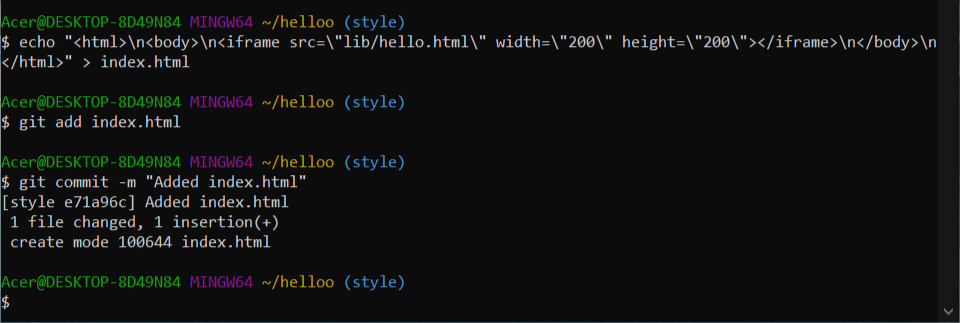 Acer@DESKTOP-8D49N84 MINGW64 ~/helloo (style)
$ echo "<html>\n<body>\n<iframe src=\"lib/hello.html\" width=\"200\" height=\"200\"></iframe>\n</body>\n
</html>" > index.html
Acer@DESKTOP-8D49N84 MINGW64 ~/helloo (style)
$ git add index.html
Acer@DESKTOP-8D49N84 MINGW64 ~/helloo (style)
$ git commit -m "Added index.html"
[style e71a96c] Added index.html
 1 file changed, 1 insertion(+)
 create mode 100644 index.html
Acer@DESKTOP-8D49N84 MINGW64 ~/helloo (style)
$